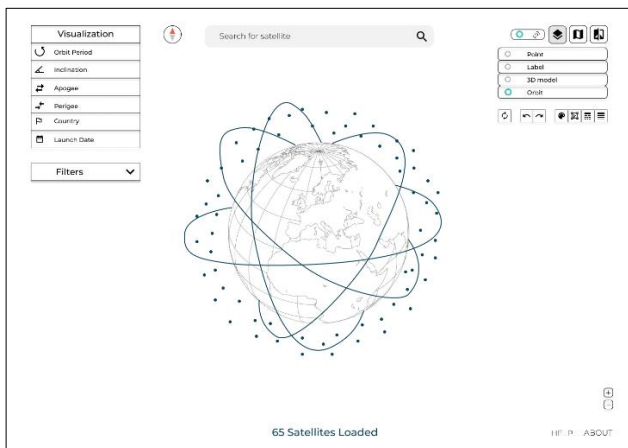 Visualization
Orbit Period
Inclination
Apogee
Perigee
Country
Launch Date
Filters
Search for satellite
Point
Label
3D model
Orbit
65 Satellites Loaded
HELP ABOUT